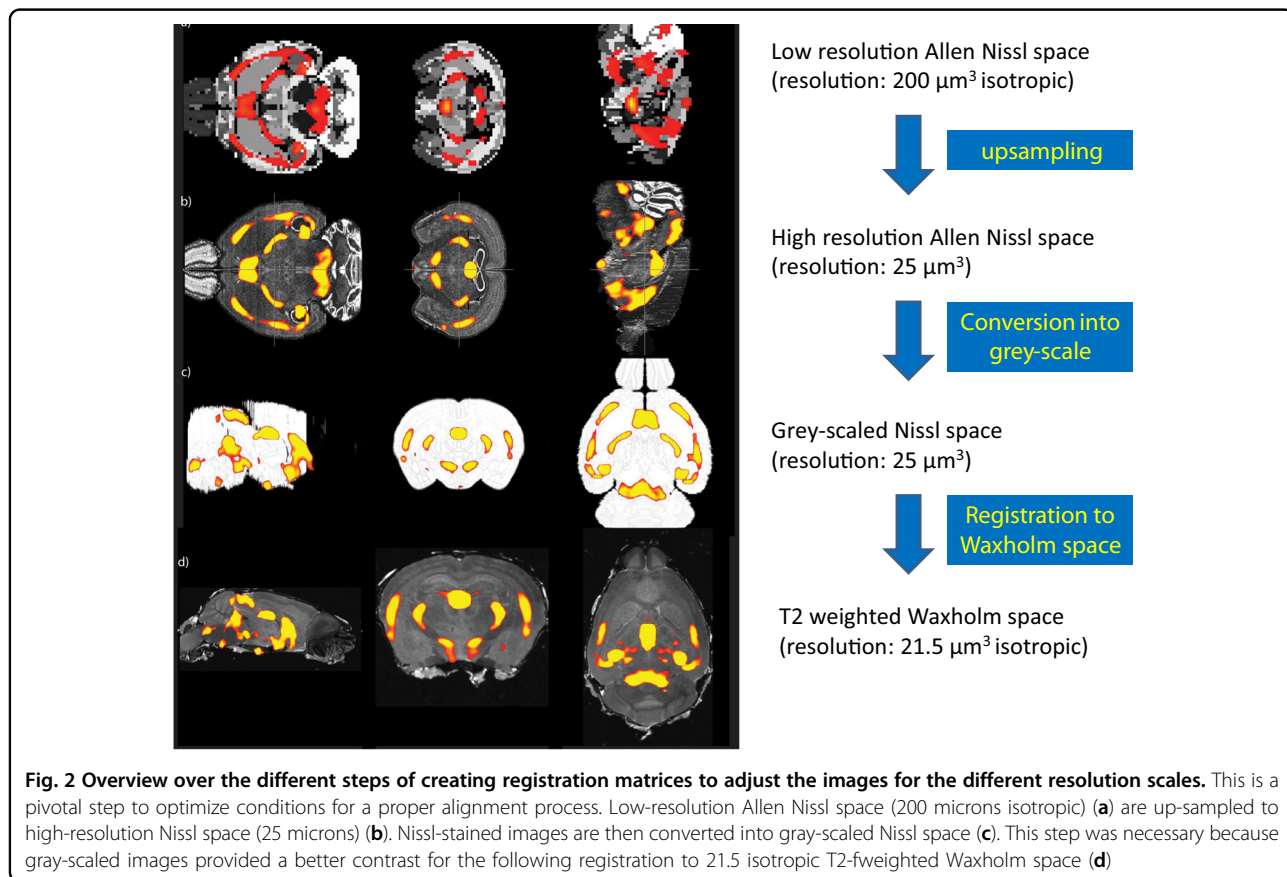 a)
Low resolution Allen Nissl space
(resolution: 200 μm³ isotropic)
upsampling
b)
High resolution Allen Nissl space
(resolution: 25 μm³)
Conversion into
grey-scale
c)
Grey-scaled Nissl space
(resolution: 25 μm³)
Registration to
Waxholm space
d)
T2 weighted Waxholm space
(resolution: 21.5 μm³ isotropic)
Fig. 2 Overview over the different steps of creating registration matrices to adjust the images for the different resolution scales. This is a
pivotal step to optimize conditions for a proper alignment process. Low-resolution Allen Nissl space (200 microns isotropic) (a) are up-sampled to
high-resolution Nissl space (25 microns) (b). Nissl-stained images are then converted into gray-scaled Nissl space (c). This step was necessary because
gray-scaled images provided a better contrast for the following registration to 21.5 isotropic T2-fweighted Waxholm space (d)